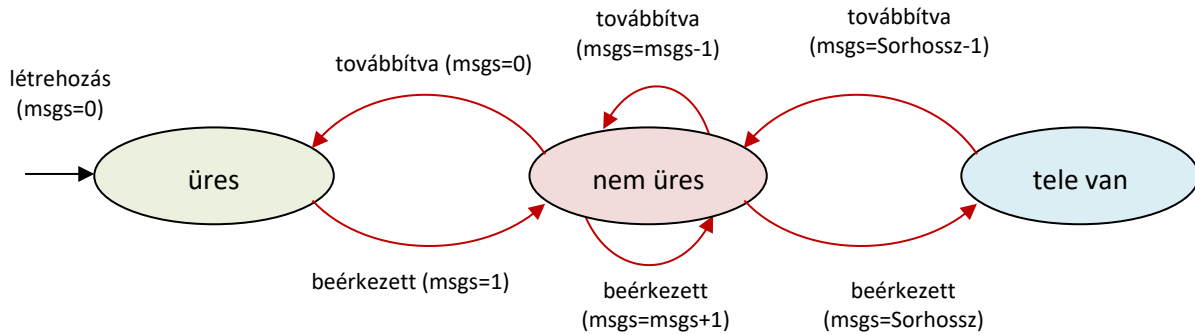 létrehozás
(msgs=0)
továbbítva (msgs=0)
továbbítva
(msgs=msgs-1)
továbbítva
(msgs=Sorhossz-1)
üres
nem üres
tele van
beérkezett (msgs=1)
beérkezett
(msgs=msgs+1)
beérkezett
(msgs=Sorhossz)